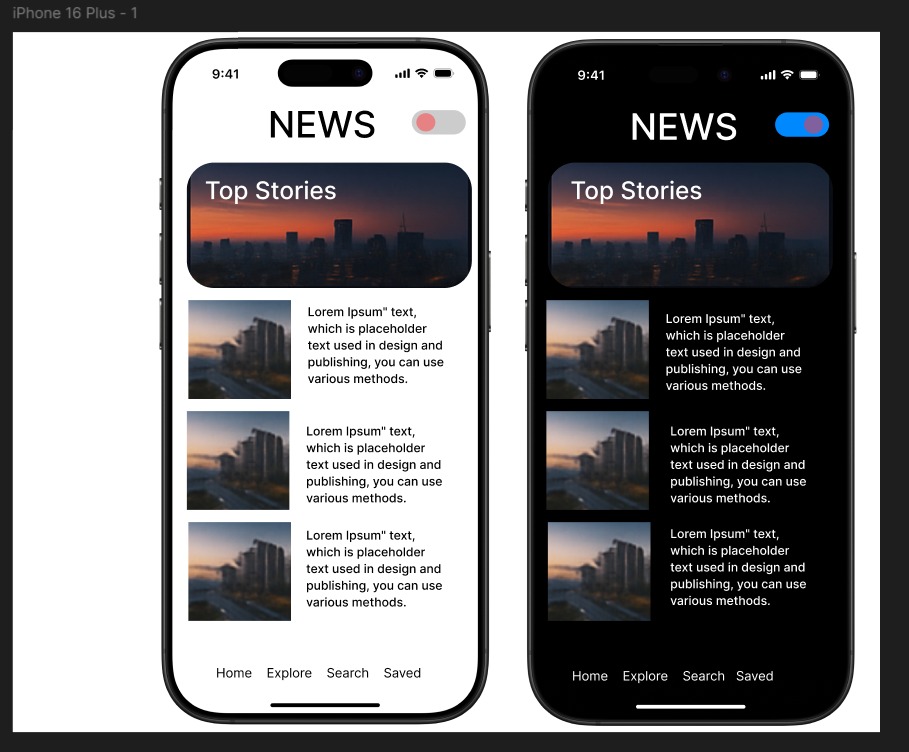 iPhone 16 Plus - 1
9:41
NEWS
Top Stories
Lorem Ipsum" text,
which is placeholder
text used in design and
publishing, you can use
various methods.
Lorem Ipsum" text,
which is placeholder
text used in design and
publishing, you can use
various methods.
Lorem Ipsum" text,
which is placeholder
text used in design and
publishing, you can use
various methods.
Home Explore Search Saved
9:41
NEWS
Top Stories
Lorem Ipsum" text,
which is placeholder
text used in design and
publishing, you can use
various methods.
Lorem Ipsum" text,
which is placeholder
text used in design and
publishing, you can use
various methods.
Lorem Ipsum" text,
which is placeholder
text used in design and
publishing, you can use
various methods.
Home Explore Search Saved